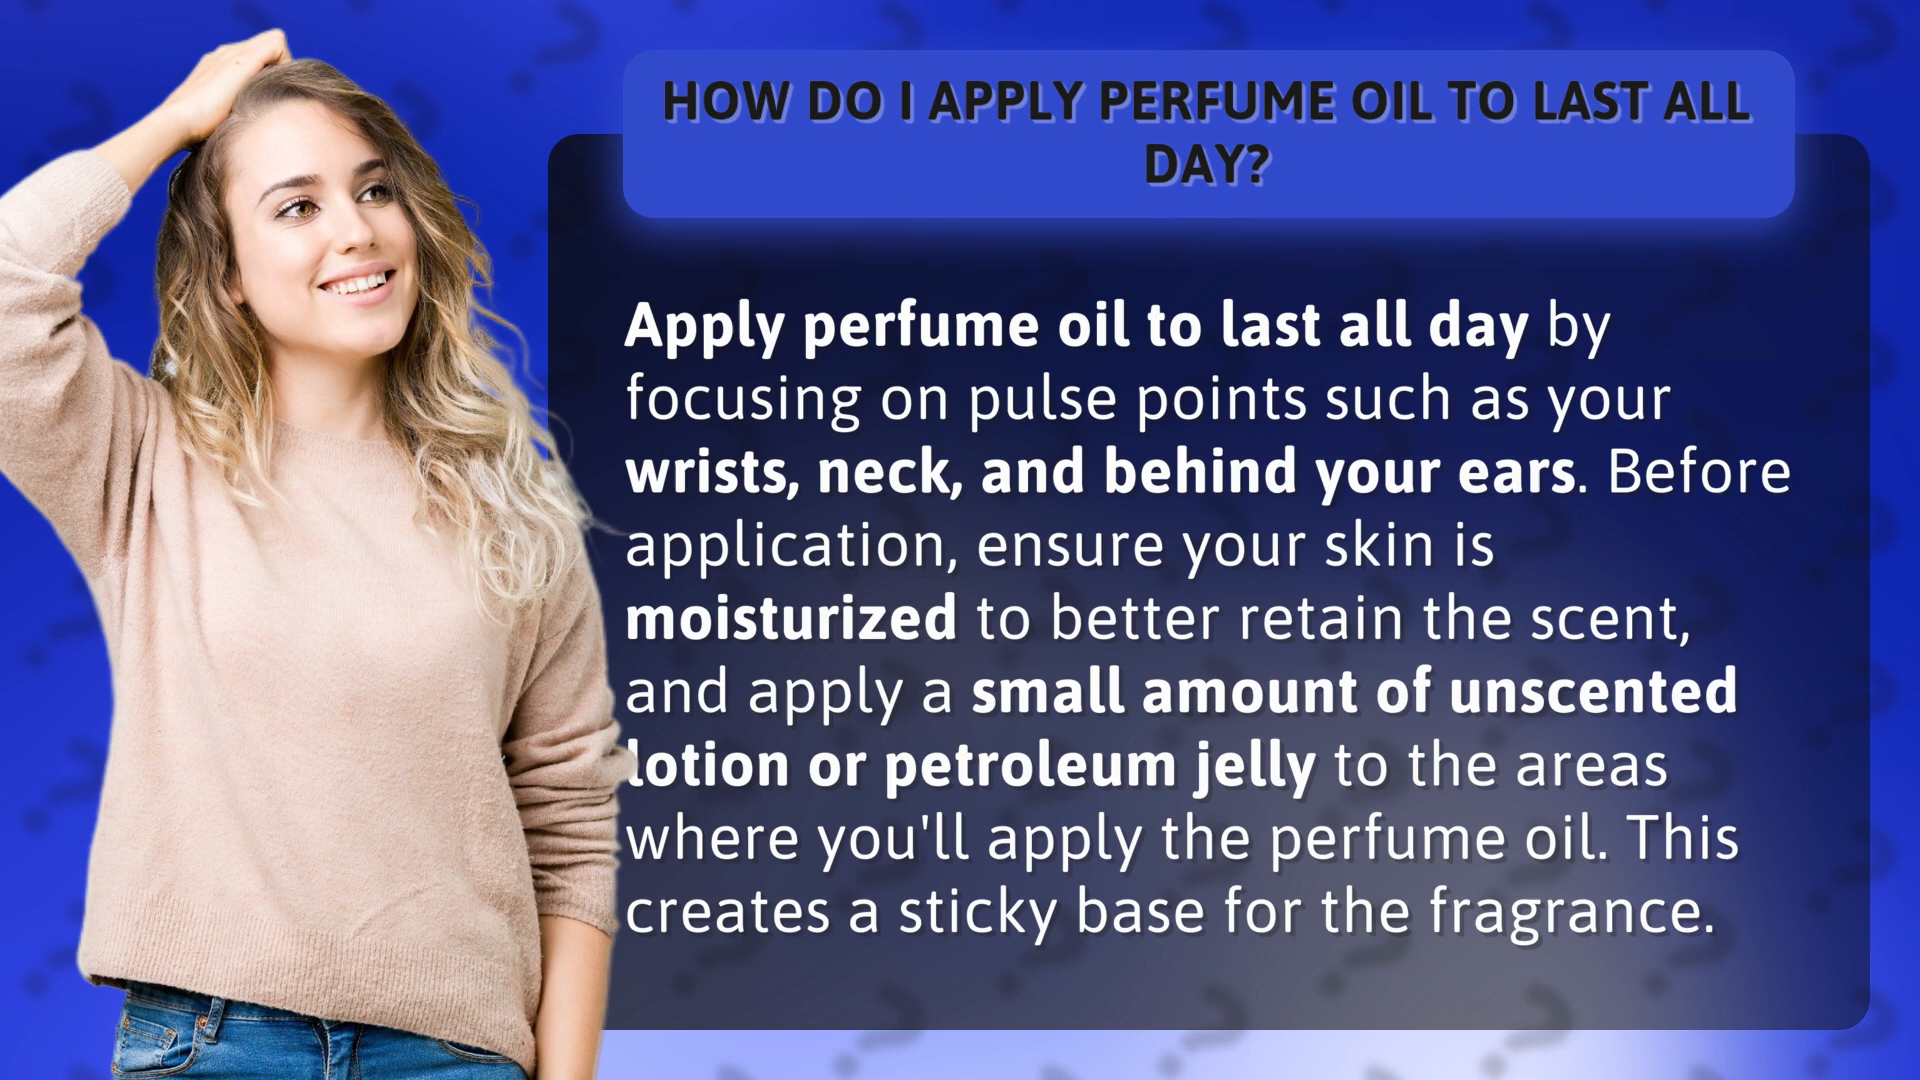 HOW DO I APPLY PERFUME OIL TO LAST ALL
DAY?
Apply perfume oil to last all day by
focusing on pulse points such as your
wrists, neck, and behind your ears. Before
application, ensure your skin is
moisturized to better retain the scent,
and apply a small amount of unscented
lotion or petroleum jelly to the areas
where you'll apply the perfume oil. This
creates a sticky base for the fragrance.